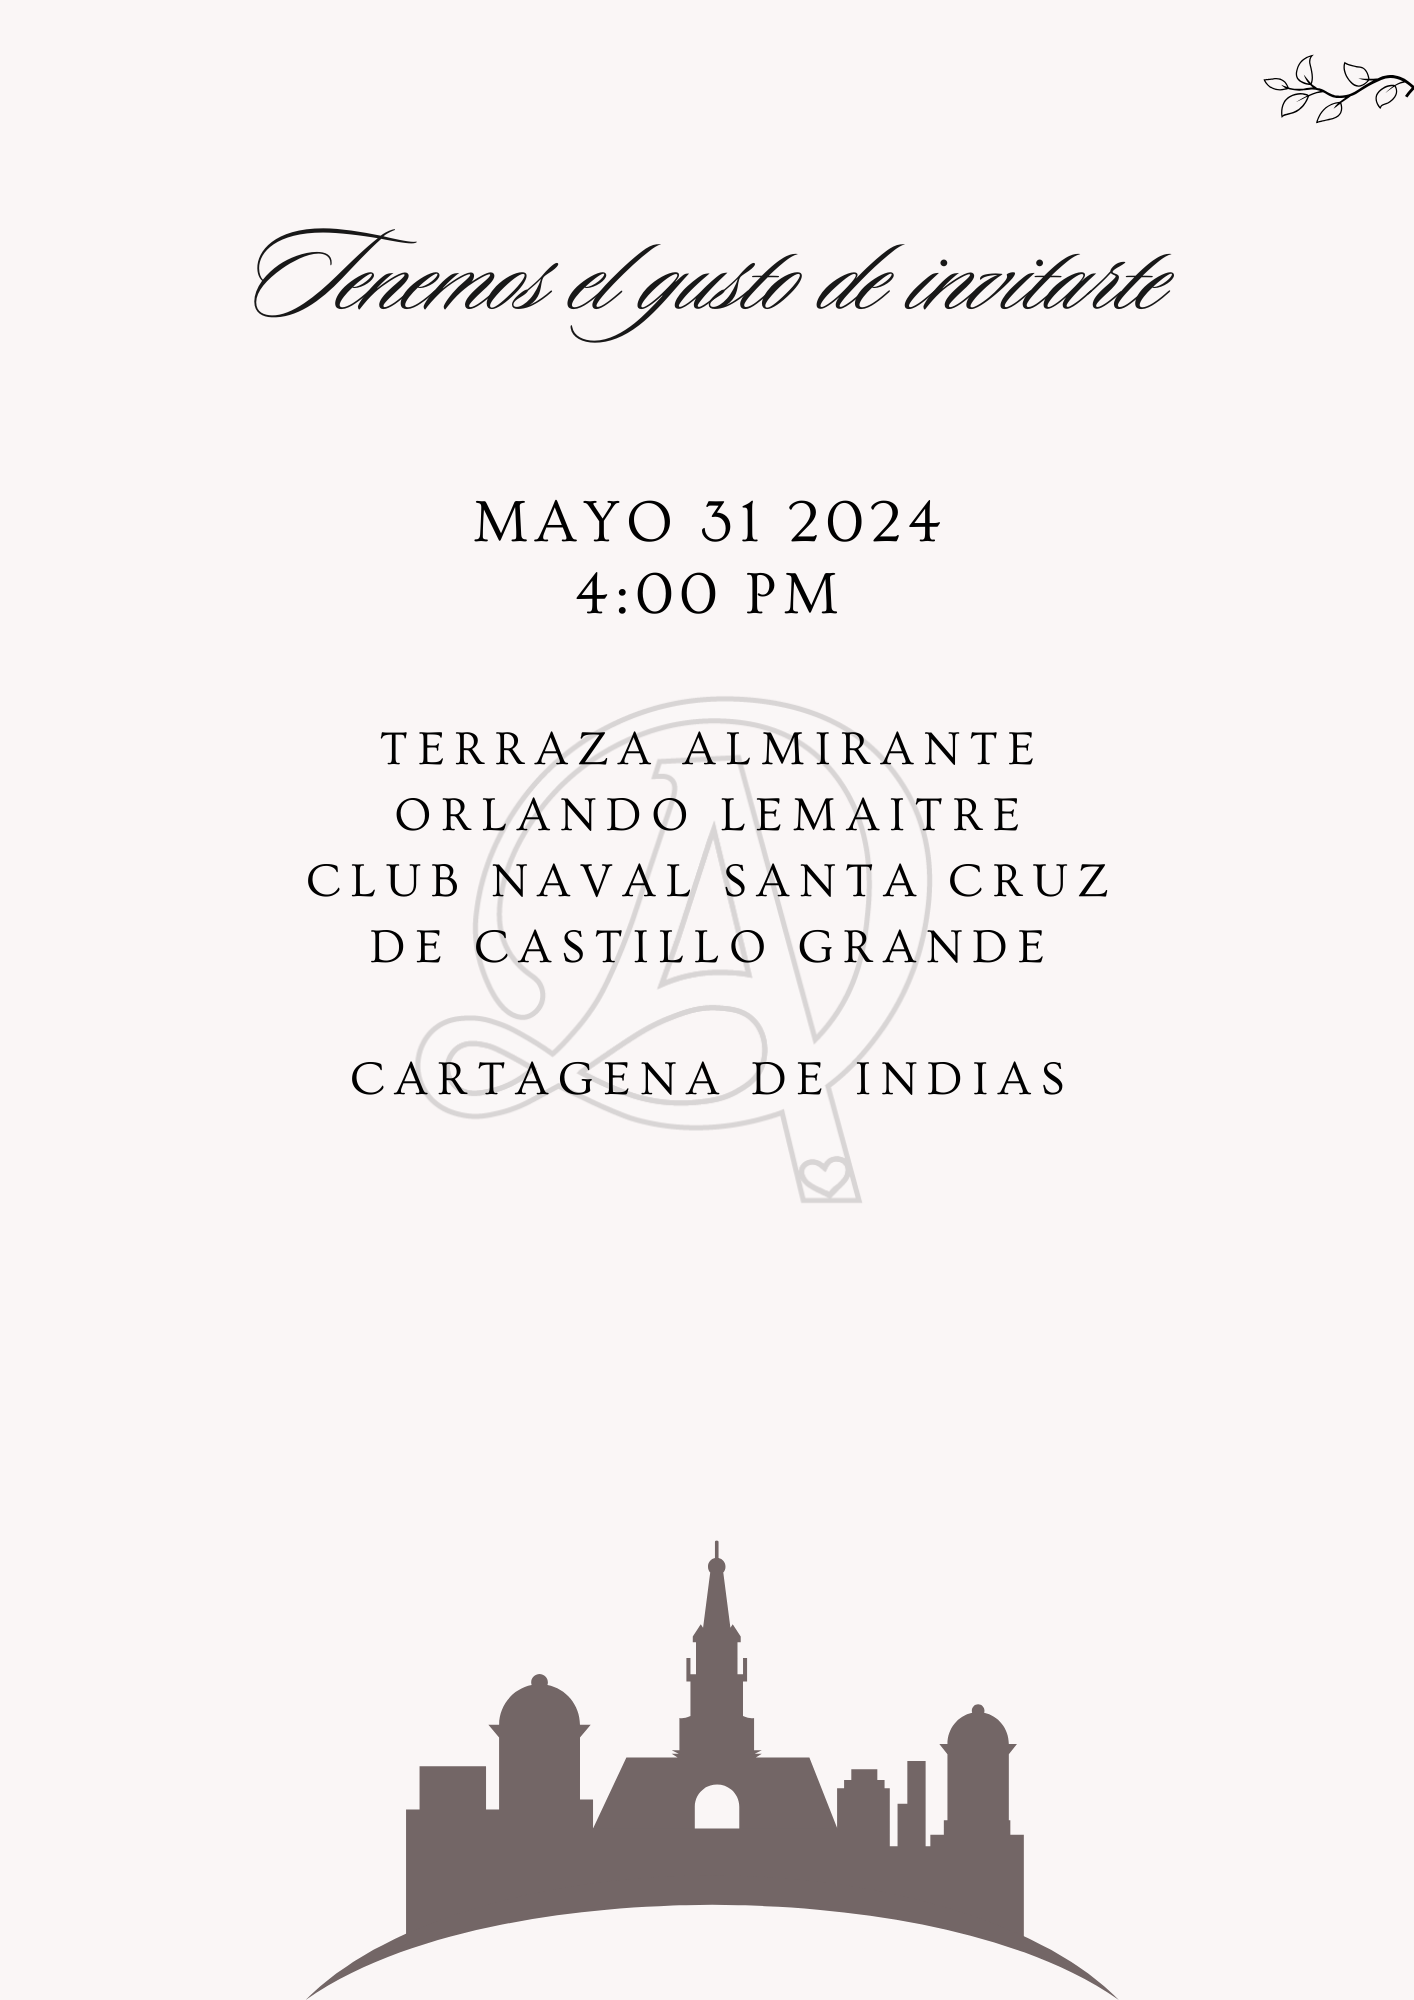 Tenemos el gusto de invitarte
MAYO 31 2024
4:00 PM
TERRAZA ALMIRANTE
ORLANDO LEMAITRE
CLUB NAVAL SANTA CRUZ
DE CASTILLO GRANDE
CARTAGENA DE INDIAS